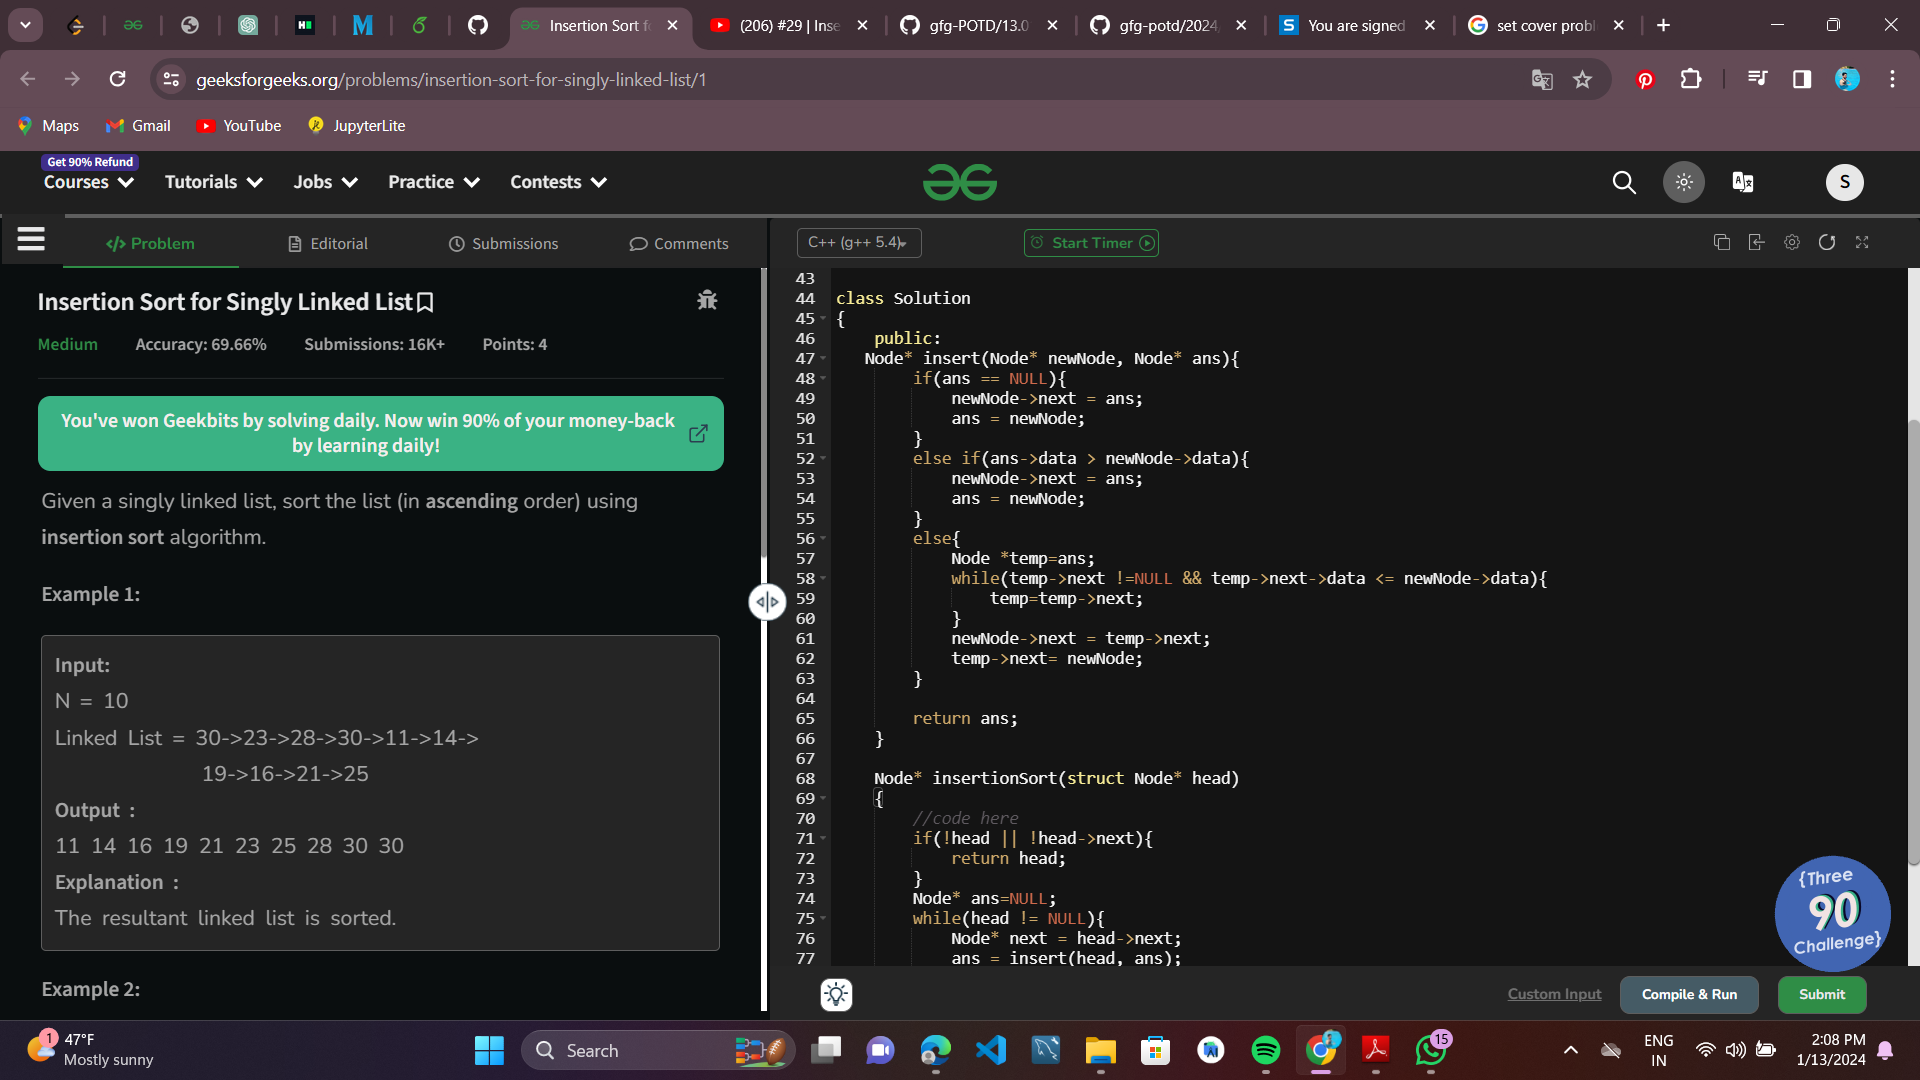 Insertion Sort f
(206) #29 | Inse
gfg-POTD/13.0
gfg-potd/2024
You are signed
set cover probl
geeksforgeeks.org/problems/insertion-sort-for-singly-linked-list/1
Maps
Gmail
YouTube
JupyterLite
Get 90% Refund
Courses
Tutorials
Jobs
Practice
Contests
S
</> Problem
Editorial
Submissions
Comments
C++ (g++ 5.4)
Start Timer
Insertion Sort for Singly Linked List
Medium
Accuracy: 69.66%
Submissions: 16K+
Points: 4
You've won Geekbits by solving daily. Now win 90% of your money-back
by learning daily!
Given a singly linked list, sort the list (in ascending order) using
insertion sort algorithm.
Example 1:
Input:
N = 10
Linked List = 30->23->28->30->11->14->
19->16->21->25
Output :
11 14 16 19 21 23 25 28 30 30
Explanation :
The resultant linked list is sorted.
Example 2:
43
44 class Solution
45 {
46 public:
47 Node* insert(Node* newNode, Node* ans){
48 if(ans == NULL){
49 newNode->next = ans;
50 ans = newNode;
51 }
52 else if(ans->data > newNode->data){
53 newNode->next = ans;
54 ans = newNode;
55 }
56 else{
57 Node *temp=ans;
58 while(temp->next !=NULL && temp->next->data <= newNode->data){
59 temp=temp->next;
60 }
61 newNode->next = temp->next;
62 temp->next= newNode;
63 }
64
65 return ans;
66 }
67
68 Node* insertionSort(struct Node* head)
69 {
70 //code here
71 if(!head || !head->next){
72 return head;
73 }
74 Node* ans=NULL;
75 while(head != NULL){
76 Node* next = head->next;
77 ans = insert(head, ans);
{Three
90
Challenge}
Custom Input
Compile & Run
Submit
1
47°F
Mostly sunny
Search
15
ENG
IN
2:08 PM
1/13/2024